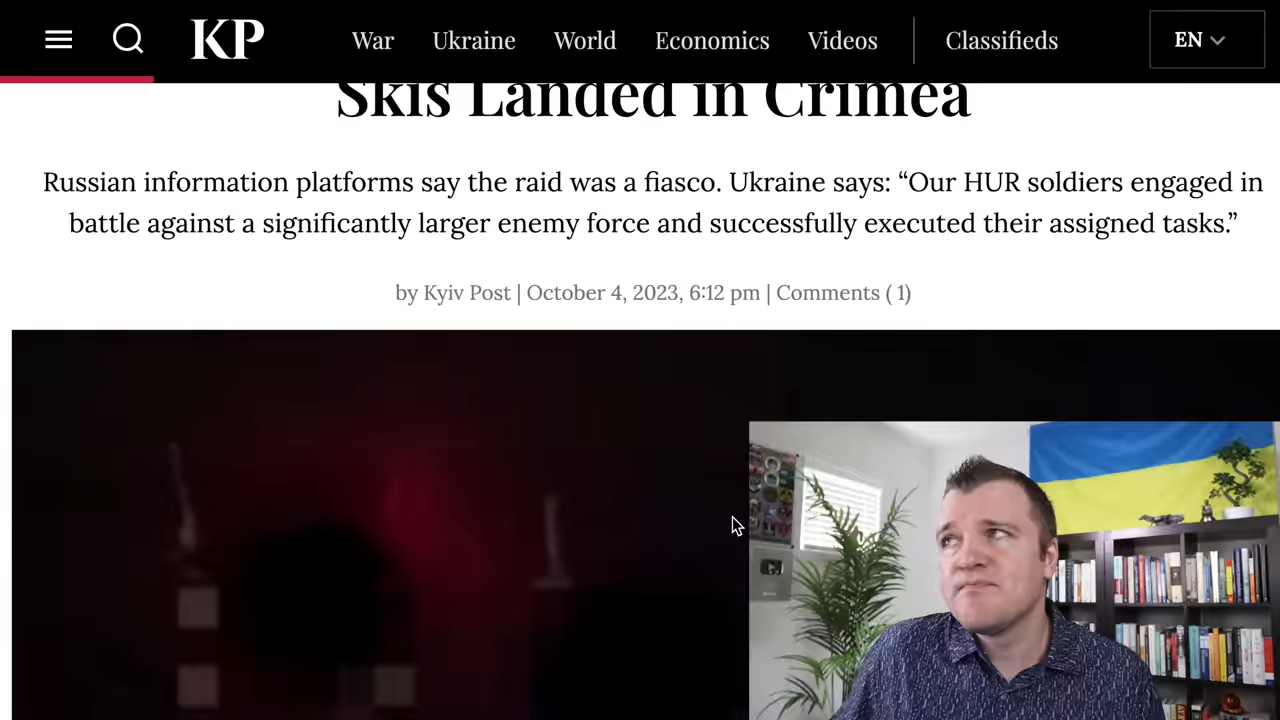 KP
War
Ukraine
World
Economics
Videos
Classifieds
EN
Skis Landed in Crimea
Russian information platforms say the raid was a fiasco. Ukraine says: “Our HUR soldiers engaged in
battle against a significantly larger enemy force and successfully executed their assigned tasks.”
by Kyiv Post | October 4, 2023, 6:12 pm | Comments ( 1)